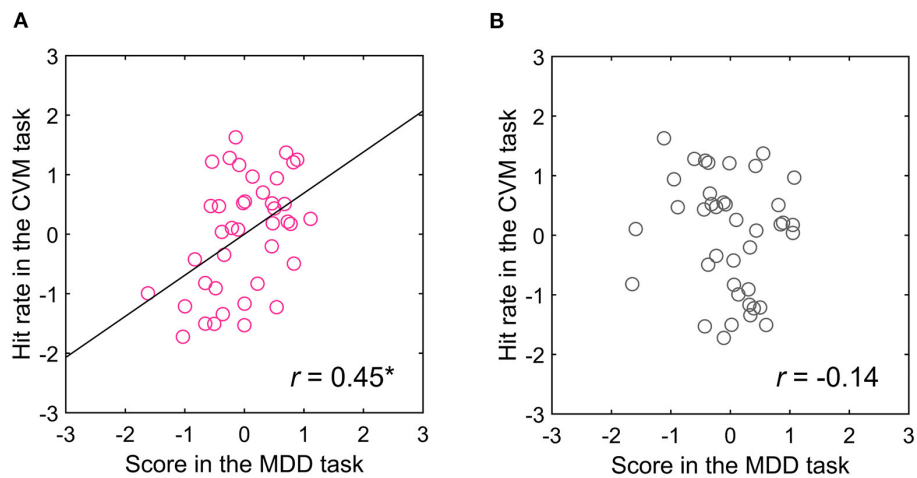 A
3
2
1
0
-1
-2
-3
-3 -2 -1 0 1 2 3
Hit rate in the CVM task
Score in the MDD task
r = 0.45*
B
3
2
1
0
-1
-2
-3
-3 -2 -1 0 1 2 3
Hit rate in the CVM task
Score in the MDD task
r = -0.14